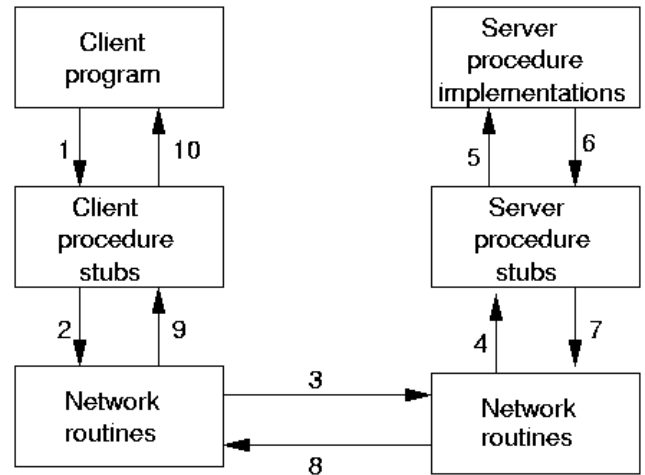 Client
program
Server
procedure
implementations
1
10
5
6
Client
procedure
stubs
Server
procedure
stubs
2
9
4
7
3
Network
routines
Network
routines
8